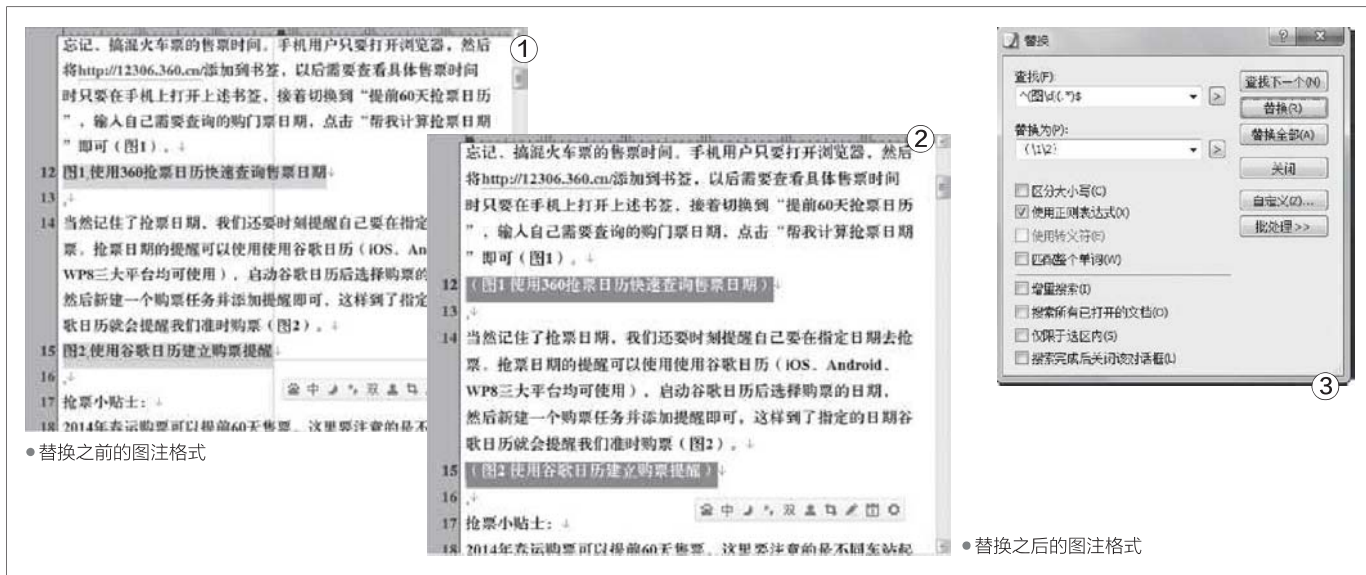 忘记、搞混火车票的售票时间。手机用户只要打开浏览器，然后
将http://12306.360.cn/添加到书签，以后需要查看具体售票时间
时只要在手机上打开上述书签，接着切换到“提前60天抢票日历
”，输入自己需要查询的购门票日期，点击“帮我计算抢票日期
”即可（图1）。↓
12 图1 使用360抢票日历快速查询售票日期↓
13 ↓
14 当然记住了抢票日期，我们还要时刻提醒自己要在指定
票。抢票日期的提醒可以使用使用谷歌日历（iOS、An
WP8三大平台均可使用），启动谷歌日历后选择购票的
然后新建一个购票任务并添加提醒即可，这样到了指定
歌日历就会提醒我们准时购票（图2）。↓
15 图2 使用谷歌日历建立购票提醒↓
16 ↓
17 抢票小贴士：↓
18 2014年春运购票可以提前60天售票，这里要注意的是不
①
●替换之前的图注格式
②
忘记、搞混火车票的售票时间。手机用户只要打开浏览器，然后
将http://12306.360.cn/添加到书签，以后需要查看具体售票时间
时只要在手机上打开上述书签，接着切换到“提前60天抢票日历
”，输入自己需要查询的购门票日期，点击“帮我计算抢票日期
”即可（图1）。↓
12 （图1 使用360抢票日历快速查询售票日期）↓
13 ↓
14 当然记住了抢票日期，我们还要时刻提醒自己要在指定日期去抢
票。抢票日期的提醒可以使用使用谷歌日历（iOS、Android、
WP8三大平台均可使用），启动谷歌日历后选择购票的日期，
然后新建一个购票任务并添加提醒即可，这样到了指定的日期谷
歌日历就会提醒我们准时购票（图2）。↓
15 （图2 使用谷歌日历建立购票提醒）↓
16 ↓
17 抢票小贴士：↓
18 2014年春运购票可以提前60天售票，这里要注意的是不同车站起
●替换之后的图注格式
替换
查找(F):
^(图\d)(.*)$
查找下一个(N)
替换(R)
替换为(P):
（\1\2）
替换全部(A)
关闭
区分大小写(C)
自定义(Z)...
使用正则表达式(X)
批处理 >>
使用转义符(E)
匹配整个单词(W)
增量搜索(I)
搜索所有已打开的文档(O)
仅限于选区内(S)
搜索完成后关闭该对话框(L)
③